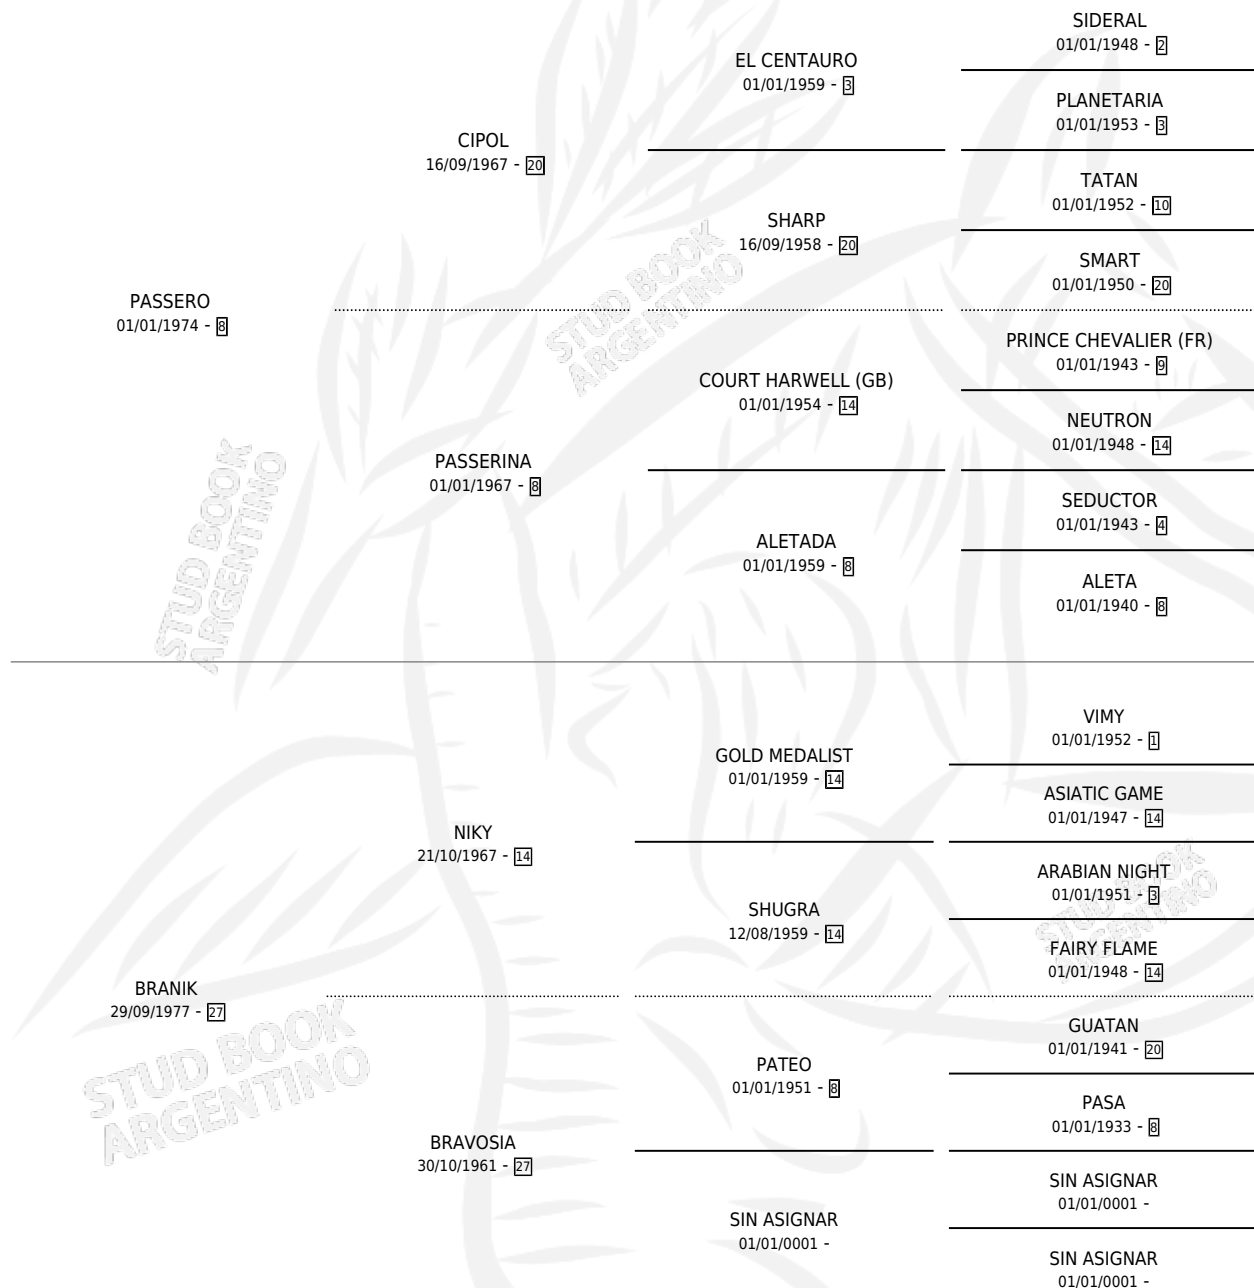 SIDERAL
01/01/1948 - 2
EL CENTAURO
01/01/1959 - 3
PLANETARIA
01/01/1953 - 3
CIPOL
16/09/1967 - 20
TATAN
01/01/1952 - 10
SHARP
16/09/1958 - 20
SMART
01/01/1950 - 20
PASSERO
01/01/1974 - 8
PRINCE CHEVALIER (FR)
01/01/1943 - 9
COURT HARWELL (GB)
01/01/1954 - 14
NEUTRON
01/01/1948 - 14
PASSERINA
01/01/1967 - 8
SEDUCTOR
01/01/1943 - 4
ALETADA
01/01/1959 - 8
ALETA
01/01/1940 - 8
VIMY
01/01/1952 - 1
GOLD MEDALIST
01/01/1959 - 14
ASIATIC GAME
01/01/1947 - 14
NIKY
21/10/1967 - 14
ARABIAN NIGHT
01/01/1951 - 3
SHUGRA
12/08/1959 - 14
FAIRY FLAME
01/01/1948 - 14
BRANIK
29/09/1977 - 27
GUATAN
01/01/1941 - 20
PATEO
01/01/1951 - 8
PASA
01/01/1933 - 8
BRAVOSIA
30/10/1961 - 27
SIN ASIGNAR
01/01/0001 -
SIN ASIGNAR
01/01/0001 -
SIN ASIGNAR
01/01/0001 -
STUD BOOK
ARGENTINO
STUD BOOK
ARGENTINO
STUD BOOK
ARGENTINO
STUD BOOK
ARGENTINO